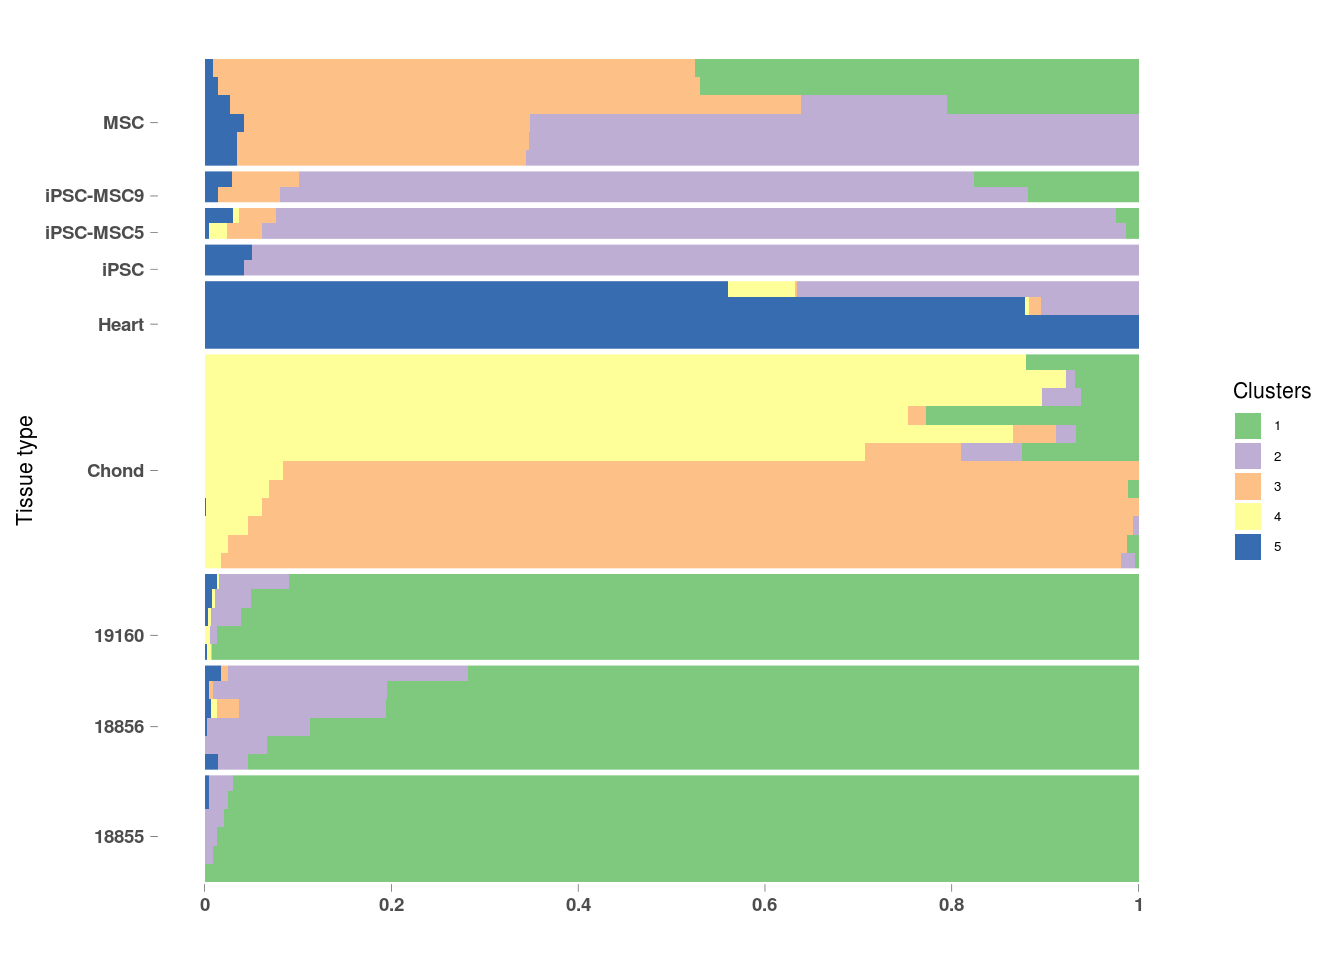 MSC
iPSC-MSC9
iPSC-MSC5
iPSC
Heart
Chond
19160
18856
18855
Tissue type
0 0.2 0.4 0.6 0.8 1
Clusters
1
2
3
4
5